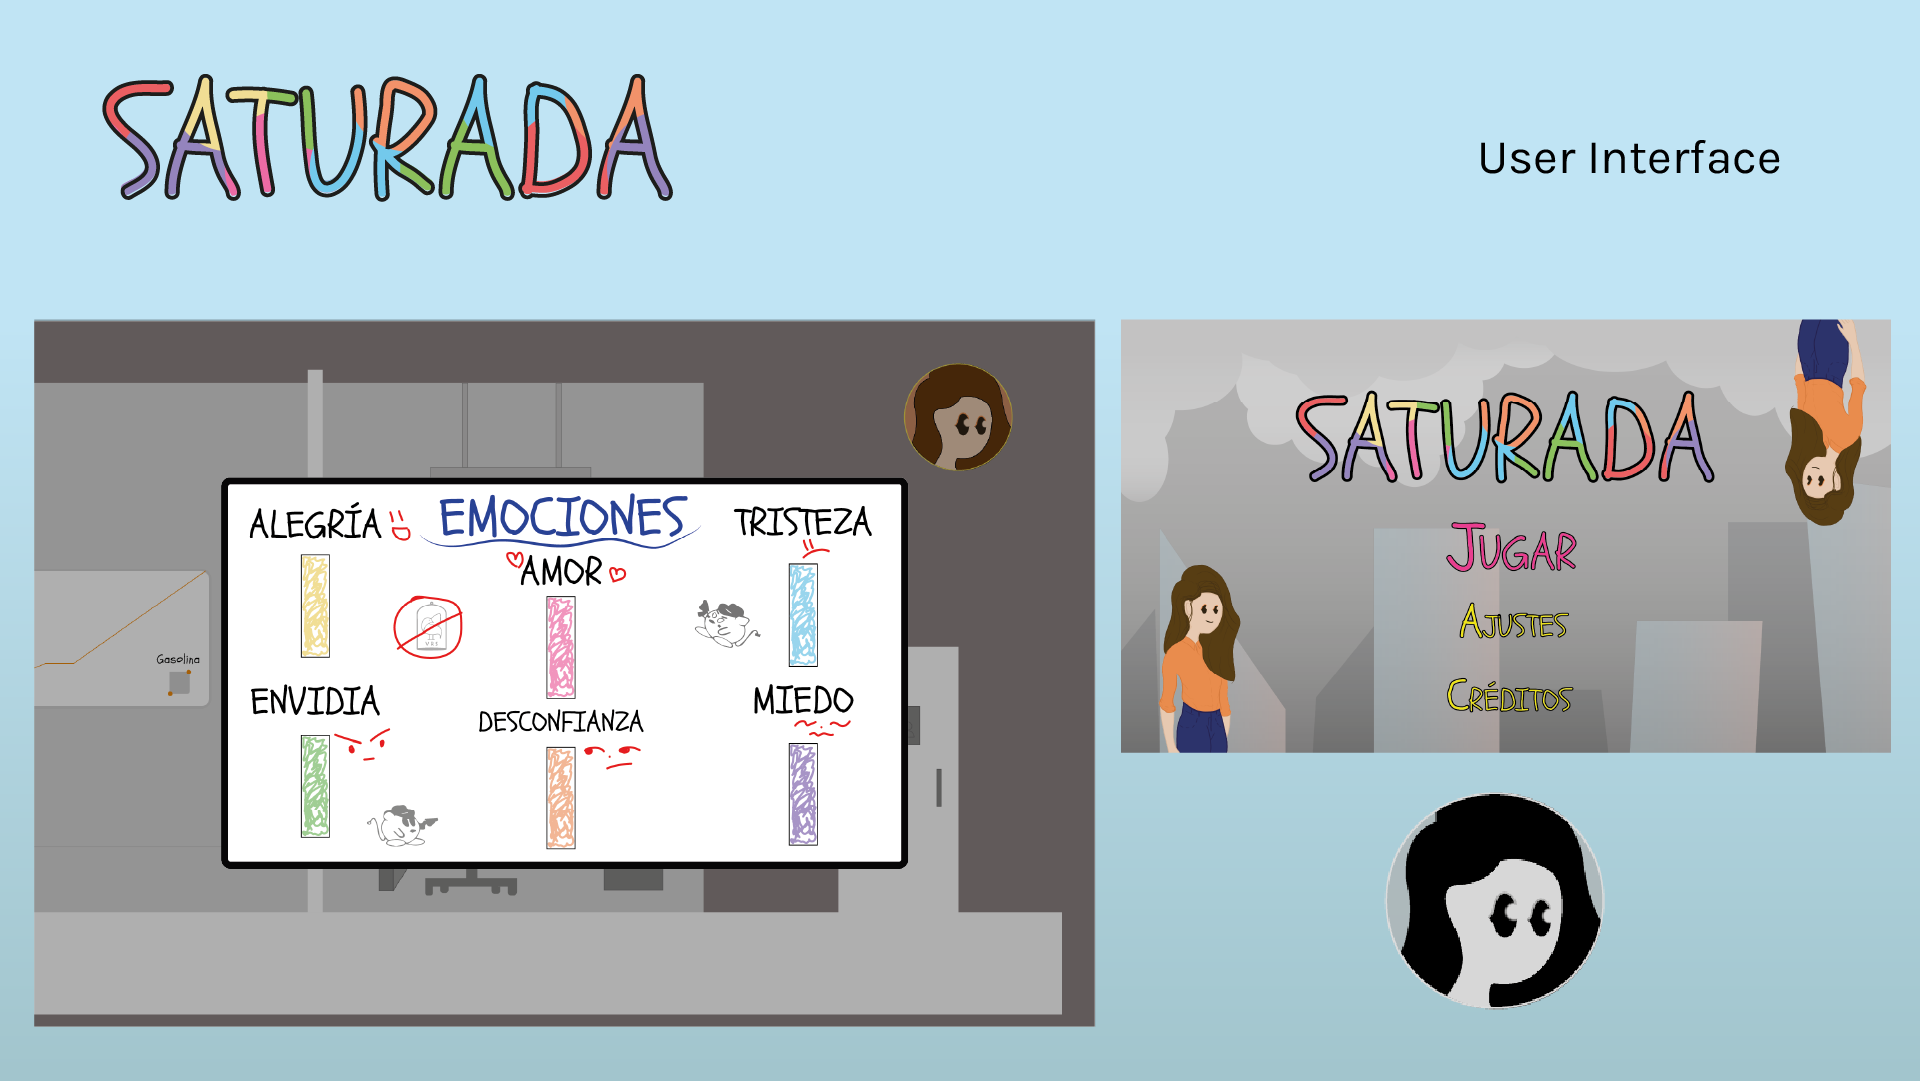 SATURADA
User Interface
EMOCIONES
ALEGRÍA
AMOR
TRISTEZA
ENVIDIA
DESCONFIANZA
MIEDO
Gasolina
SATURADA
JUGAR
AJUSTES
CRÉDITOS